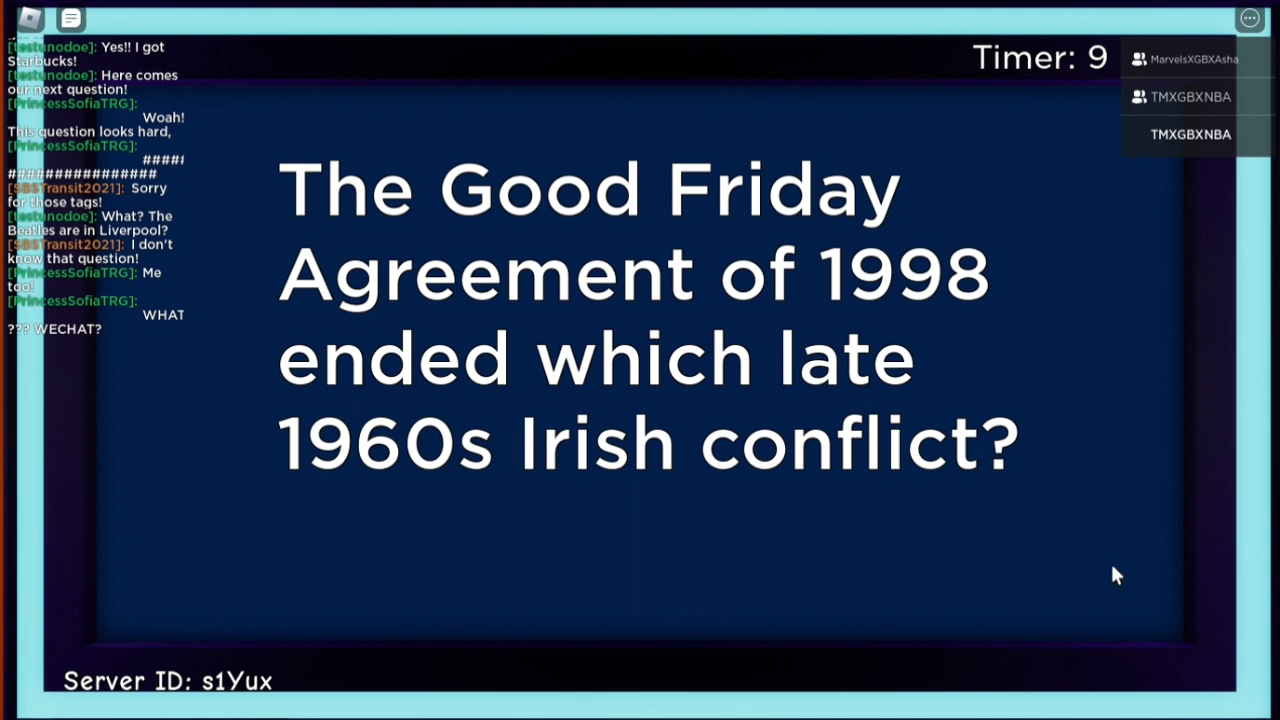 [testunodoe]: Yes!! I got
Starbucks!
[testunodoe]: Here comes
our next question!
[PrincessSofiaTRG]:
Woah!
This question looks hard,
[PrincessSofiaTRG]:
####
################
[SBSTransit2021]: Sorry
for those tags!
[testunodoe]: What? The
Beatles are in Liverpool?
[SBSTransit2021]: I don't
know that question!
[PrincessSofiaTRG]: Me
too!
[PrincessSofiaTRG]:
WHAT
??? WECHAT?
Timer: 9
MarvelsXGBXAsha
TMXGBXNBA
TMXGBXNBA
The Good Friday
Agreement of 1998
ended which late
1960s Irish conflict?
Server ID: s1Yux